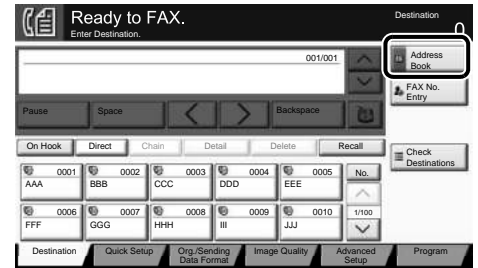 Ready to FAX.
Enter Destination.
Destination
0
001/001
Address
Book
FAX No.
Entry
Pause
Space
Backspace
On Hook
Direct
Chain
Detail
Delete
Recall
Check
Destinations
0001
AAA
0002
BBB
0003
CCC
0004
DDD
0005
EEE
No.
0006
FFF
0007
GGG
0008
HHH
0009
III
0010
JJJ
1/100
Destination
Quick Setup
Org./Sending
Data Format
Image Quality
Advanced
Setup
Program